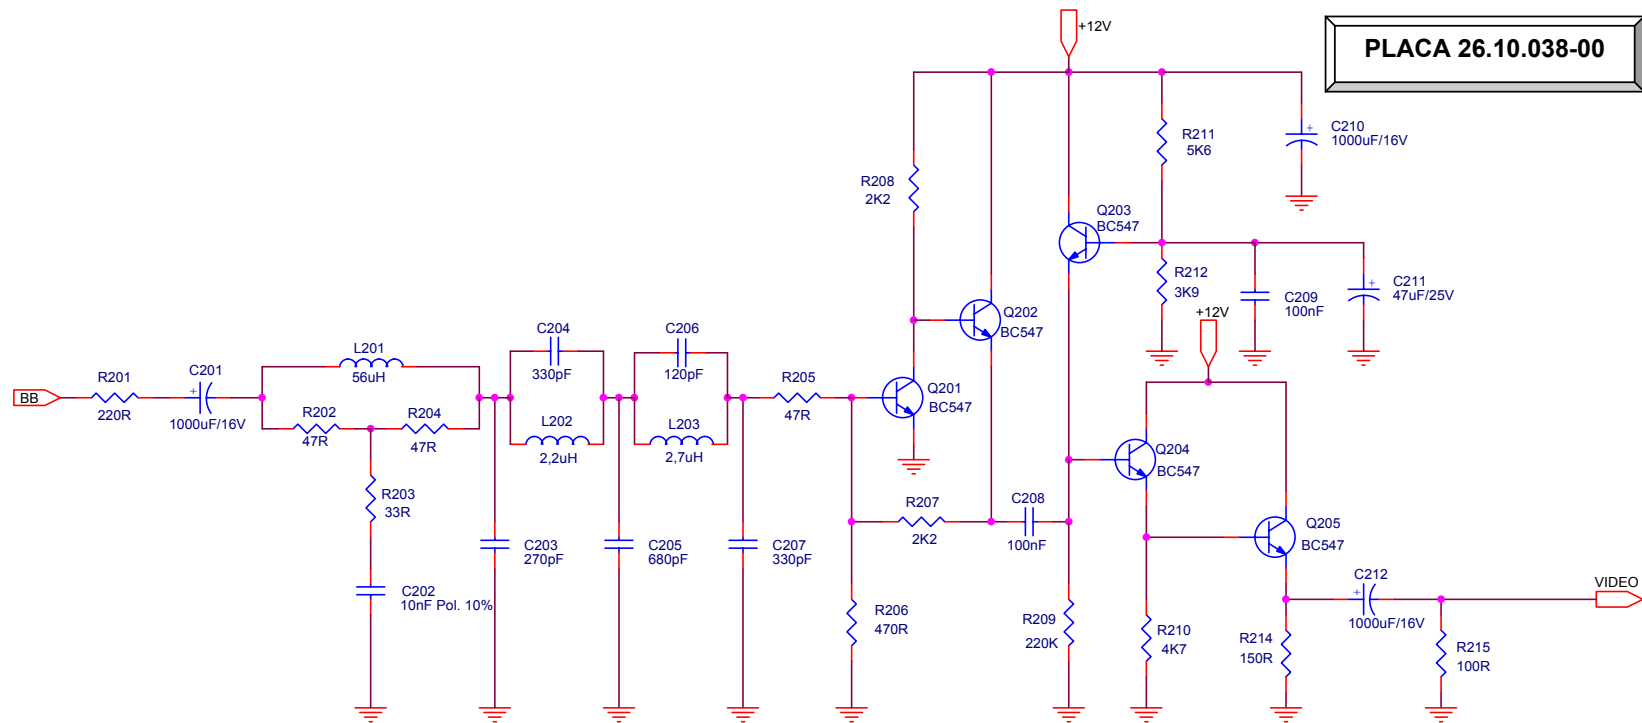 +12V
PLACA 26.10.038-00
C210
1000uF/16V
R211
5K6
R208
2K2
Q203
BC547
R212
3K9
C209
100nF
C211
47uF/25V
+12V
Q202
BC547
C204
330pF
C206
120pF
L201
56uH
C201
1000uF/16V
R201
220R
BB
R202
47R
R204
47R
L202
2,2uH
L203
2,7uH
R205
47R
Q201
BC547
Q204
BC547
R203
33R
R207
2K2
C208
100nF
Q205
BC547
C203
270pF
C205
680pF
C207
330pF
C202
10nF Pol. 10%
R206
470R
R209
220K
R210
4K7
R214
150R
C212
1000uF/16V
VIDEO
R215
100R